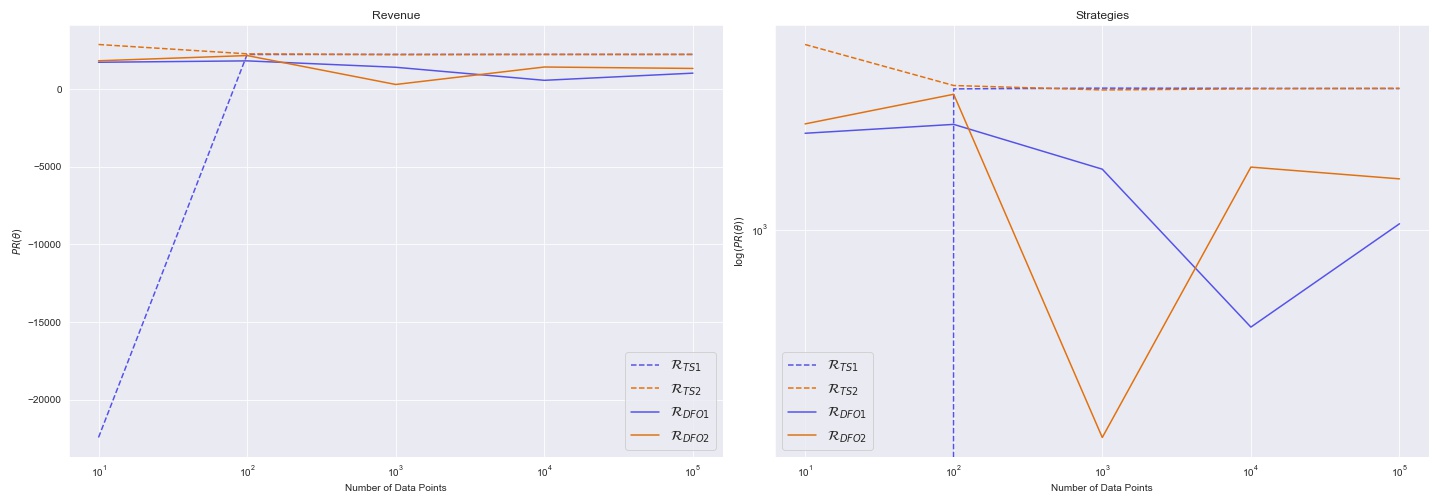 Revenue
PR(θ)
0
−5000
−10000
−15000
−20000
10¹ 10² 10³ 10⁴ 10⁵
Number of Data Points
ℛ_TS1
ℛ_TS2
ℛ_DFO1
ℛ_DFO2
Strategies
log(PR(θ))
10³
10¹ 10² 10³ 10⁴ 10⁵
Number of Data Points
ℛ_TS1
ℛ_TS2
ℛ_DFO1
ℛ_DFO2